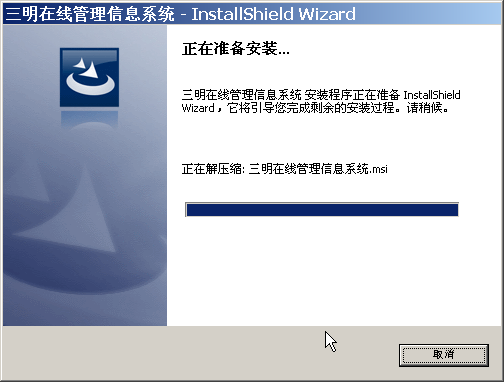 三明在线管理信息系统 - InstallShield Wizard
正在准备安装...
三明在线管理信息系统 安装程序正在准备 InstallShield
Wizard，它将引导您完成剩余的安装过程。请稍候。
正在解压缩: 三明在线管理信息系统.msi
取消